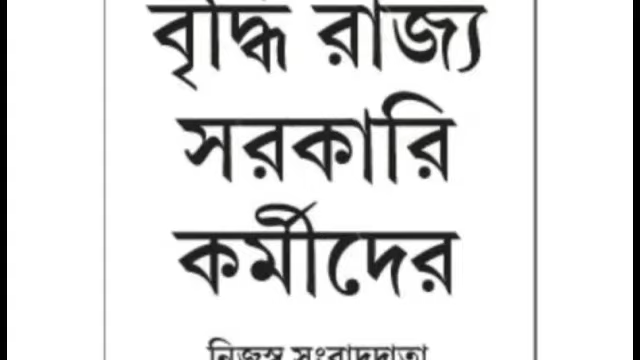 বৃদ্ধি রাজ্য
সরকারি
কর্মীদের
নিজস্ব সংবাদদাতা